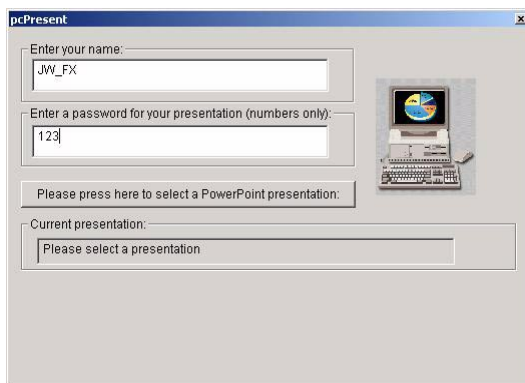 pcPresent
Enter your name:
JW_FX
Enter a password for your presentation (numbers only):
123
Please press here to select a PowerPoint presentation:
Current presentation:
Please select a presentation